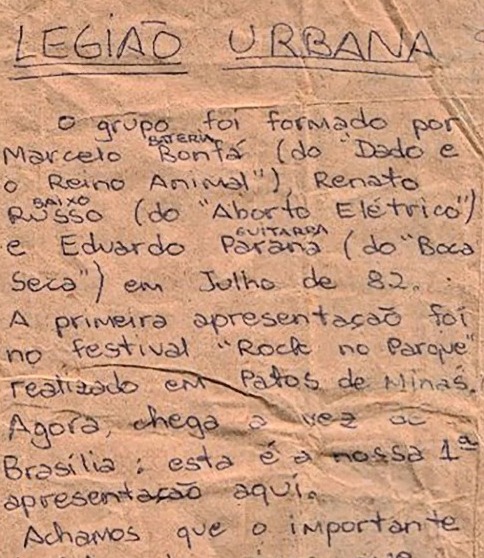 LEGIÃO URBANA
O grupo foi formado por
BATERIA
Marcelo Bonfá (do "Dado e
o Reino Animal"), Renato
BAIXO
RUSSO (do "Aborto Elétrico")
GUITARRA
e Eduardo Paraná (do "Boca
Seca") em Julho de 82.
A primeira apresentação foi
no festival "Rock no Parque"
realizado em Patos de Minas.
Agora, chega a vez de
Brasília: esta é a nossa 1ª
apresentação aqui.
Achamos que o importante